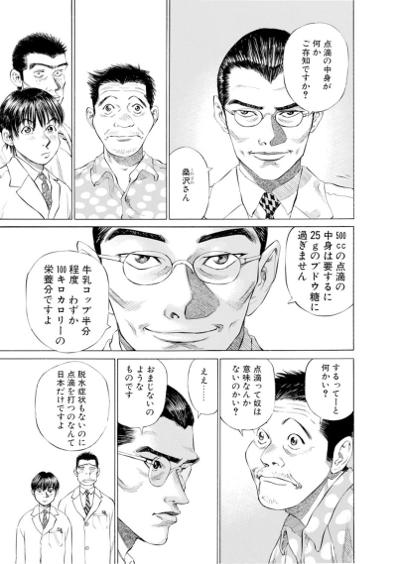 点滴の中身が
何か
ご存知ですか？
桑沢さん
500ccの点滴の
中身は要するに
25gのブドウ糖に
過ぎません
牛乳コップ半分
程度 わずか
100キロカロリーの
栄養分ですよ
するってーと
何かい？
点滴って奴は
意味なんか
ないのかい？
ええ……
おまじないの
ような
ものです
脱水症状もないのに
点滴を打つのなんて
日本だけですよ